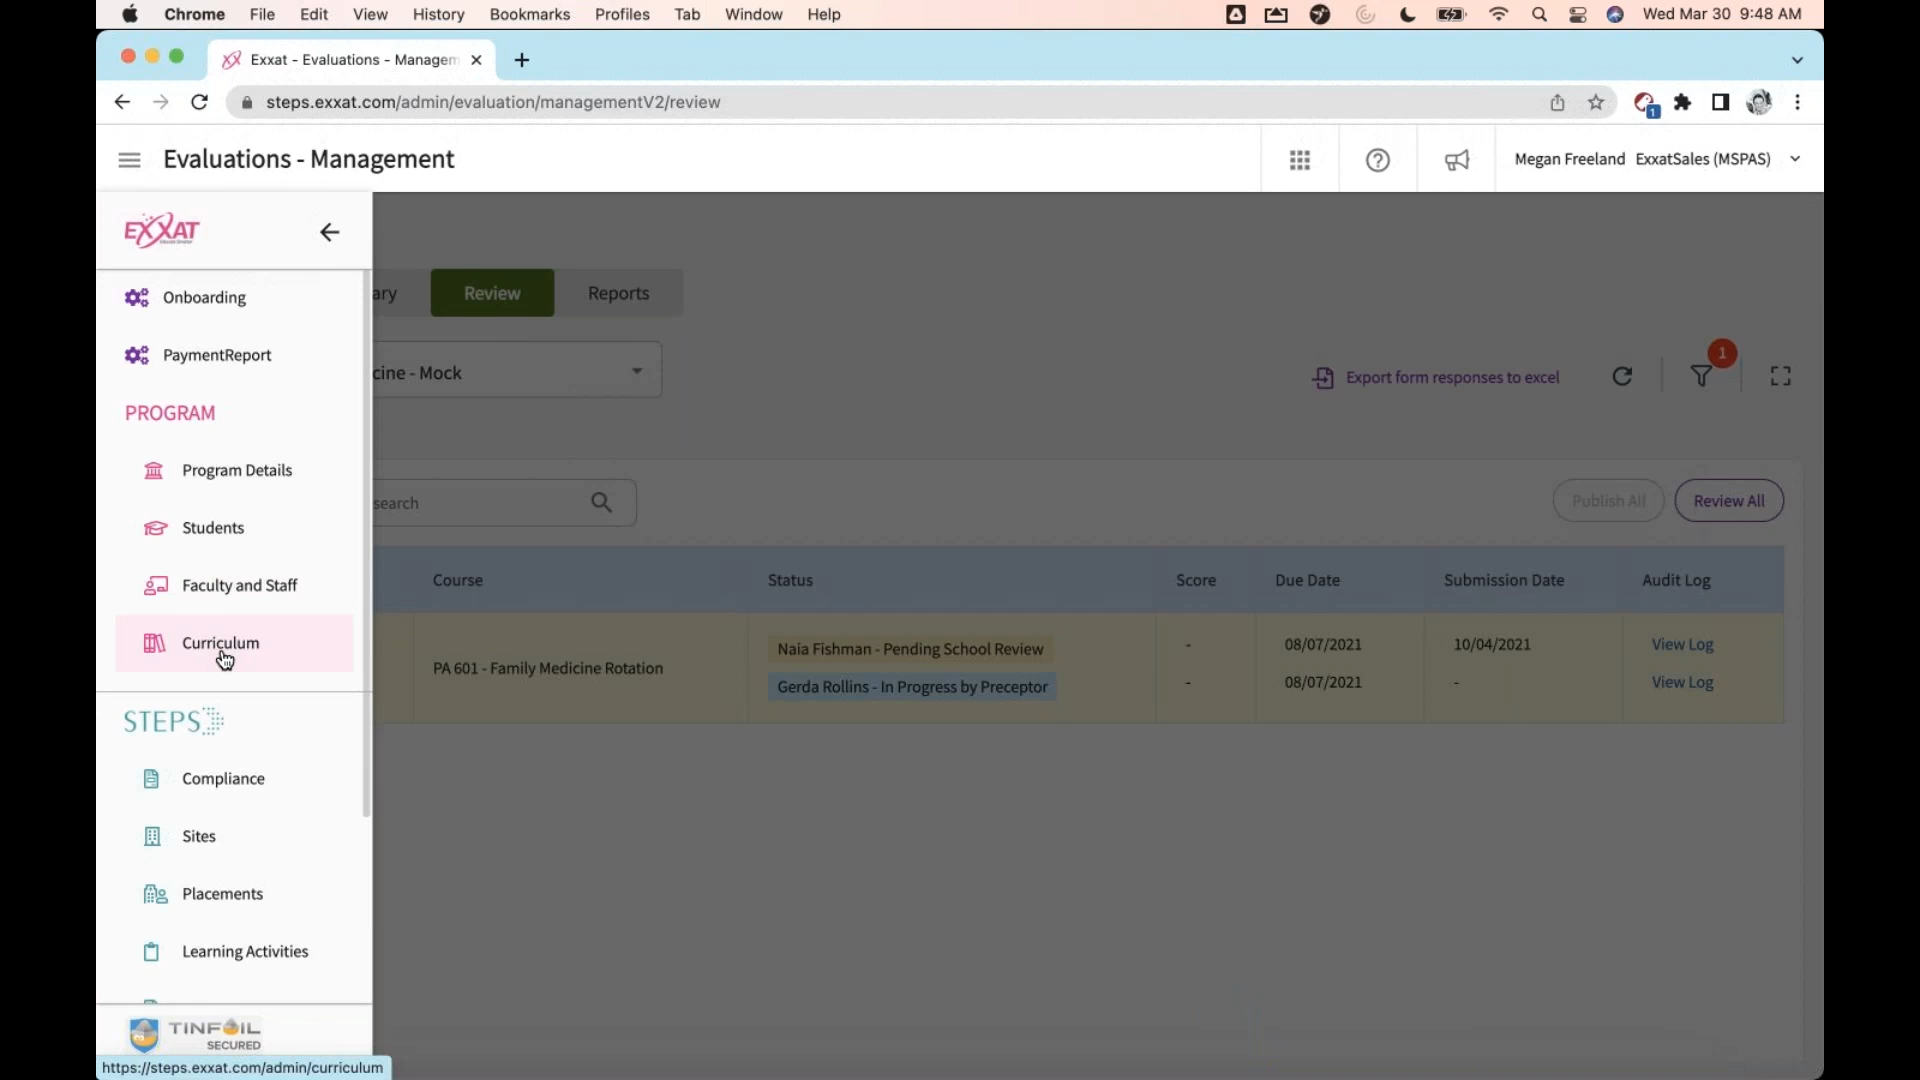 Chrome File Edit View History Bookmarks Profiles Tab Window Help Wed Mar 30 9:48 AM
Exxat - Evaluations - Managem
steps.exxat.com/admin/evaluation/managementV2/review
1
Evaluations - Management
Megan Freeland ExxatSales (MSPAS)
EXXAT
Onboarding
PaymentReport
PROGRAM
Program Details
Students
Faculty and Staff
Curriculum
STEPS
Compliance
Sites
Placements
Learning Activities
TINFOIL
SECURED
https://steps.exxat.com/admin/curriculum
ary Review Reports
cine - Mock
Export form responses to excel
1
search
Publish All Review All
Course Status Score Due Date Submission Date Audit Log
PA 601 - Family Medicine Rotation
Naia Fishman - Pending School Review - 08/07/2021 10/04/2021 View Log
Gerda Rollins - In Progress by Preceptor - 08/07/2021 - View Log